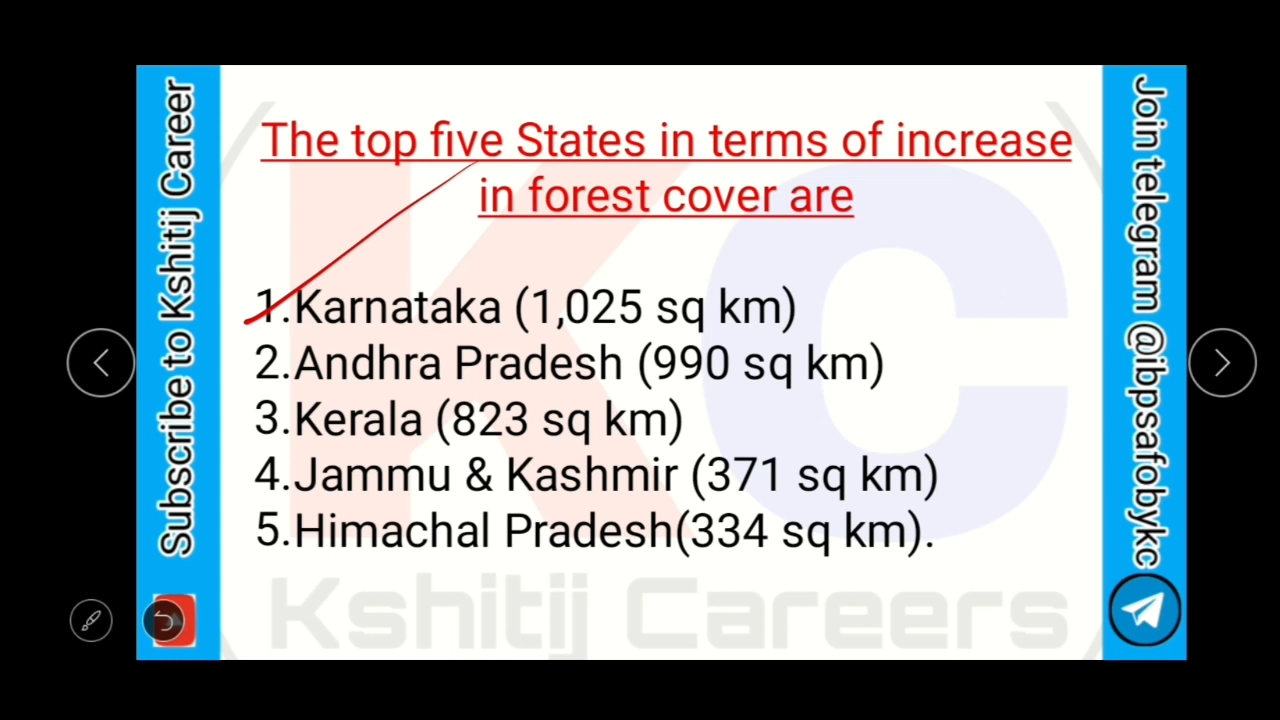 Subscribe to Kshitij Career
The top five States in terms of increase
in forest cover are
1.Karnataka (1,025 sq km)
2.Andhra Pradesh (990 sq km)
3.Kerala (823 sq km)
4.Jammu & Kashmir (371 sq km)
5.Himachal Pradesh(334 sq km).
KC
Kshitij Careers
Join telegram @ibpsafobykc